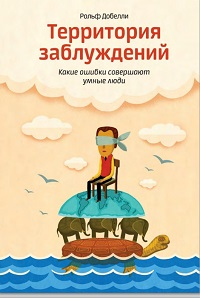 Рольф Добелли
Территория
заблуждений
Какие ошибки совершают
умные люди